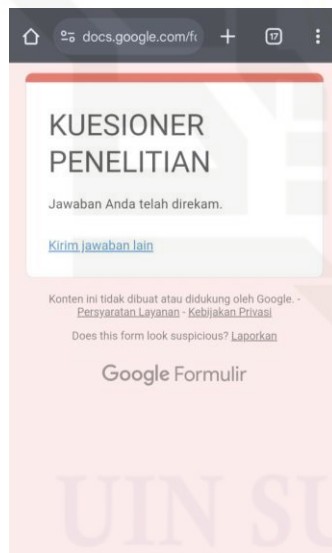 docs.google.com/fo
17
KUESIONER
PENELITIAN
Jawaban Anda telah direkam.
Kirim jawaban lain
Konten ini tidak dibuat atau didukung oleh Google. -
Persyaratan Layanan - Kebijakan Privasi
Does this form look suspicious? Laporkan
Google Formulir
UIN SU